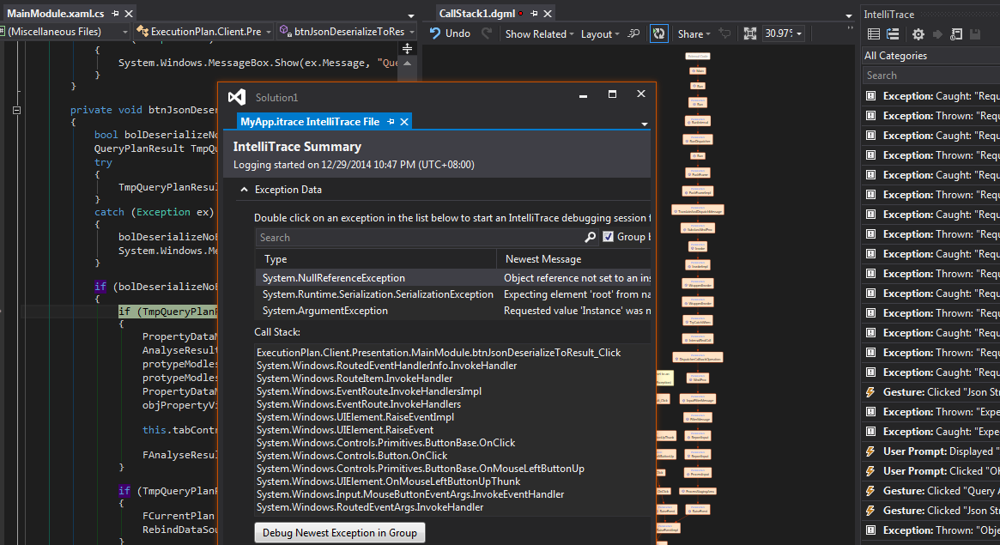 MainModule.xaml.cs
(Miscellaneous Files)
ExecutionPlan.Client.Pre
btnJsonDeserializeToRes
{
System.Windows.MessageBox.Show(ex.Message, "Que
}
}
private void btnJsonDeser
{
bool bolDeserializeNo
QueryPlanResult TmpQu
try
{
TmpQueryPlanResul
}
catch (Exception ex)
{
bolDeserializeNoE
System.Windows.Me
}
if (bolDeserializeNoE
{
if (TmpQueryPlanR
{
PropertyDataM
AnalyseResult
protypeModles
protypeModles
PropertyDataM
objPropertyVi
this.tabContr
FAnalyseResul
}
if (TmpQueryPlanR
{
FCurrentPlan
RebindDataSou
}
Solution1
MyApp.itrace IntelliTrace File
IntelliTrace Summary
Logging started on 12/29/2014 10:47 PM (UTC+08:00)
Exception Data
Double click on an exception in the list below to start an IntelliTrace debugging session f
Search
Group b
Type Newest Message
System.NullReferenceException Object reference not set to an ins
System.Runtime.Serialization.SerializationException Expecting element 'root' from na
System.ArgumentException Requested value 'Instance' was n
Call Stack:
ExecutionPlan.Client.Presentation.MainModule.btnJsonDeserializeToResult_Click
System.Windows.RoutedEventHandlerInfo.InvokeHandler
System.Windows.RouteItem.InvokeHandler
System.Windows.EventRoute.InvokeHandlersImpl
System.Windows.EventRoute.InvokeHandlers
System.Windows.UIElement.RaiseEventImpl
System.Windows.UIElement.RaiseEvent
System.Windows.Controls.Primitives.ButtonBase.OnClick
System.Windows.Controls.Button.OnClick
System.Windows.Controls.Primitives.ButtonBase.OnMouseLeftButtonUp
System.Windows.UIElement.OnMouseLeftButtonUpThunk
System.Windows.Input.MouseButtonEventArgs.InvokeEventHandler
System.Windows.RoutedEventArgs.InvokeHandler
Debug Newest Exception in Group
CallStack1.dgml
Undo
Show Related
Layout
Share
30.97%
IntelliTrace
All Categories
Search
Exception: Caught: "Requ
Exception: Thrown: "Requ
Exception: Caught: "Requ
Exception: Thrown: "Requ
Exception: Caught: "Requ
Exception: Thrown: "Requ
Exception: Caught: "Requ
Exception: Thrown: "Requ
Exception: Caught: "Requ
Exception: Thrown: "Requ
Exception: Caught: "Requ
Exception: Thrown: "Requ
Exception: Caught: "Requ
Exception: Thrown: "Requ
Exception: Caught: "Requ
Gesture: Clicked "Json Str
Exception: Thrown: "Expe
Exception: Caught: "Expe
User Prompt: Displayed "
User Prompt: Clicked "O
Gesture: Clicked "Query A
Gesture: Clicked "Json Str
Exception: Thrown: "Obje